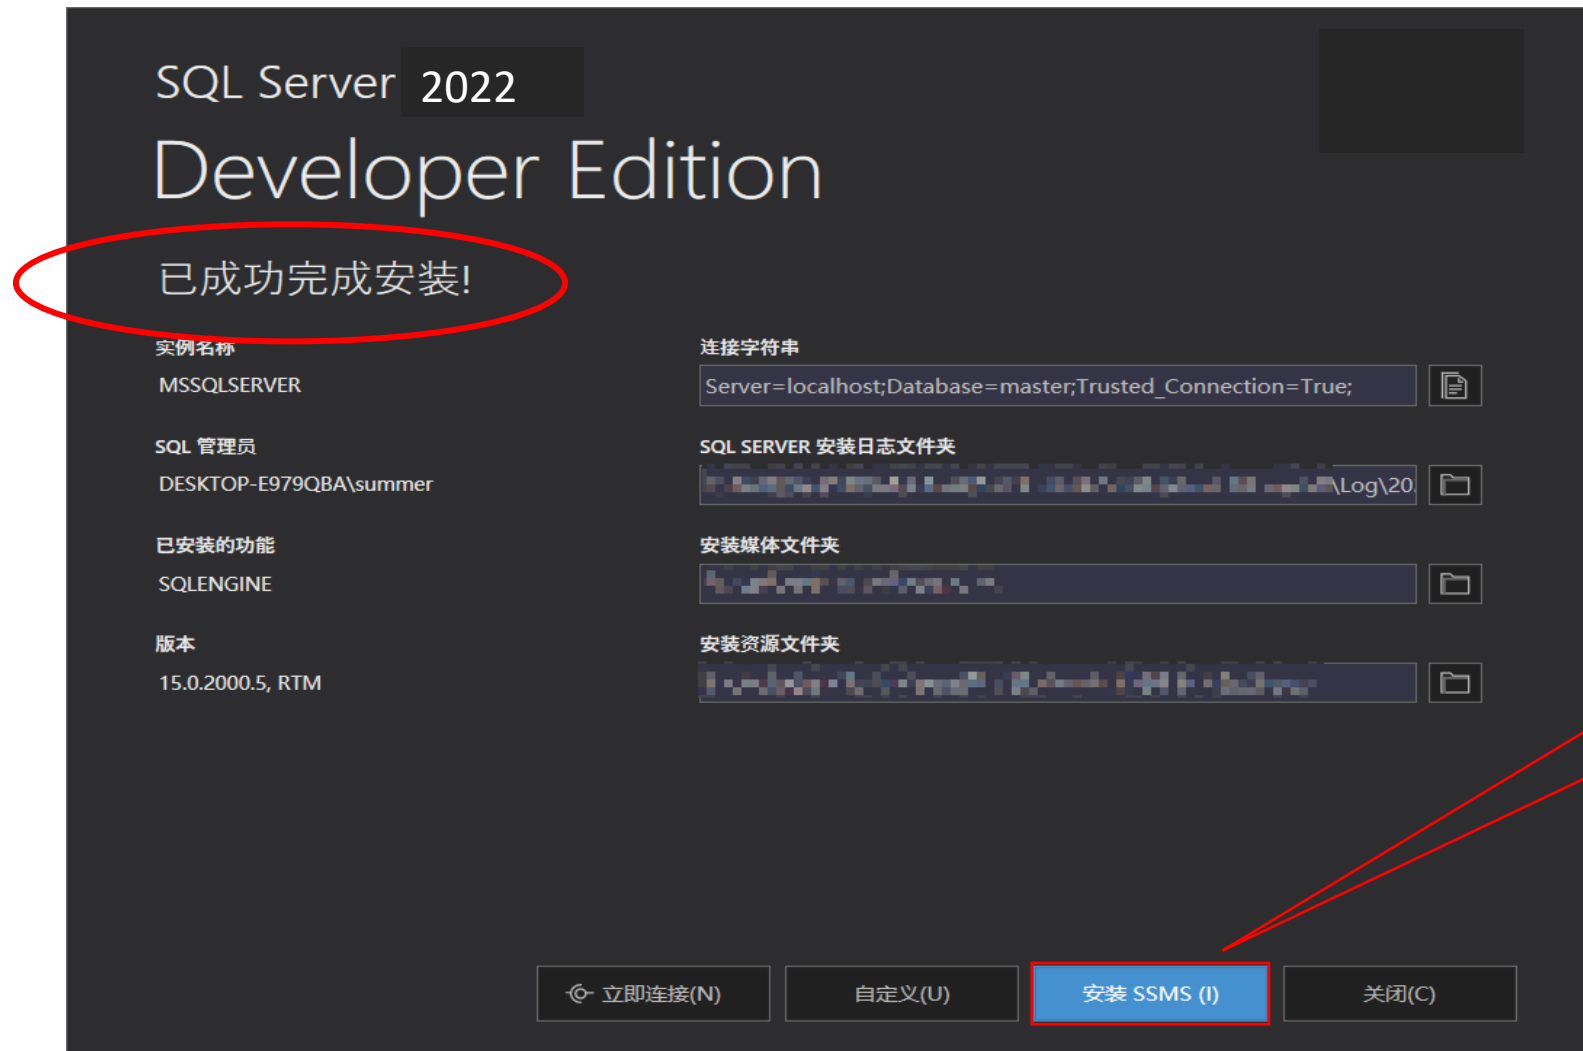 SQL Server 2022
Developer Edition
已成功完成安装!
实例名称
MSSQLSERVER
连接字符串
Server=localhost;Database=master;Trusted_Connection=True;
SQL 管理员
DESKTOP-E979QBA\summer
SQL SERVER 安装日志文件夹
\Log\20
已安装的功能
SQLENGINE
安装媒体文件夹
版本
15.0.2000.5, RTM
安装资源文件夹
立即连接(N)
自定义(U)
安装 SSMS (I)
关闭(C)